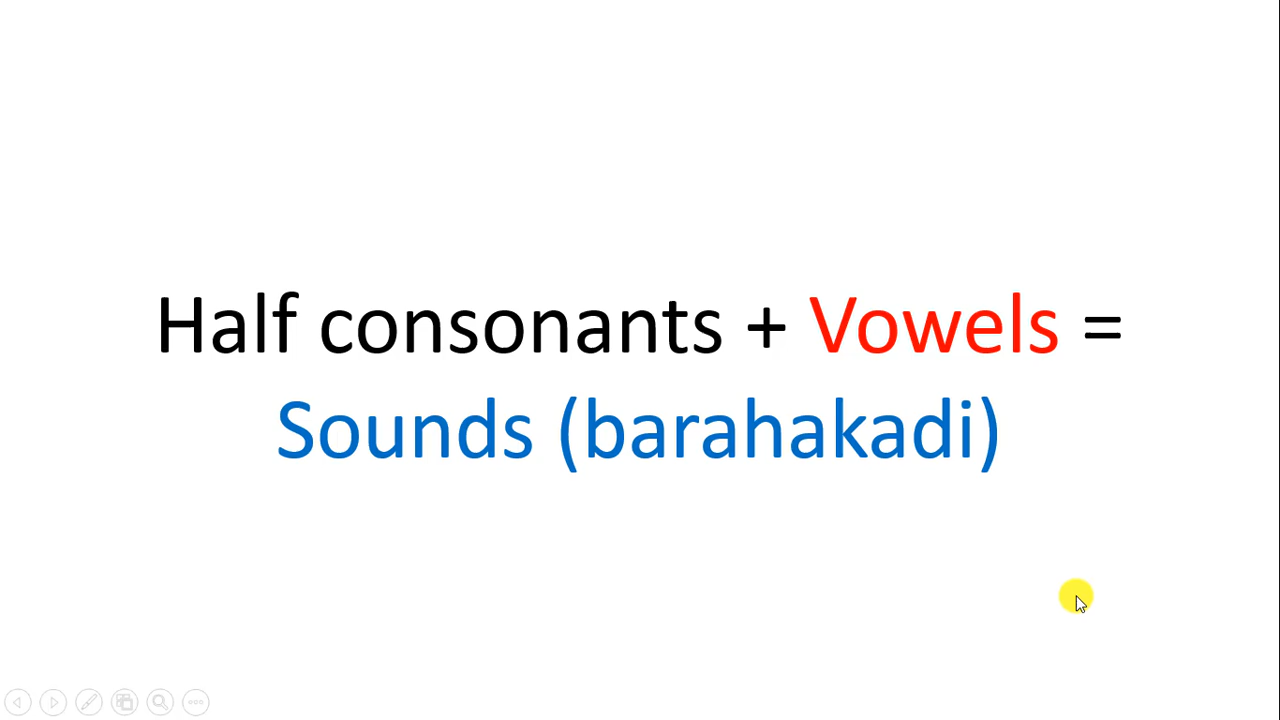 Half consonants + Vowels =
Sounds (barahakadi)